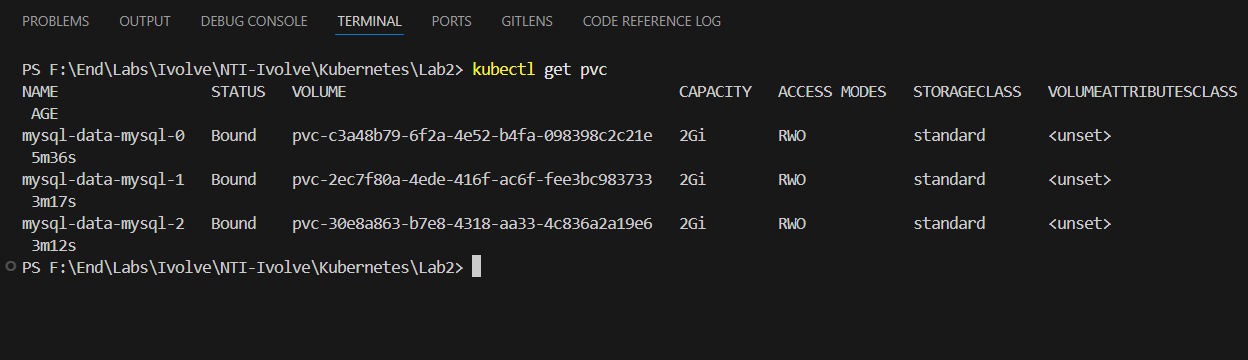 PROBLEMS OUTPUT DEBUG CONSOLE TERMINAL PORTS GITLENS CODE REFERENCE LOG
PS F:\End\Labs\Ivolve\NTI-Ivolve\Kubernetes\Lab2> kubectl get pvc
NAME STATUS VOLUME CAPACITY ACCESS MODES STORAGECLASS VOLUMEATTRIBUTESCLASS
AGE
mysql-data-mysql-0 Bound pvc-c3a48b79-6f2a-4e52-b4fa-098398c2c21e 2Gi RWO standard <unset>
5m36s
mysql-data-mysql-1 Bound pvc-2ec7f80a-4ede-416f-ac6f-fee3bc983733 2Gi RWO standard <unset>
3m17s
mysql-data-mysql-2 Bound pvc-30e8a863-b7e8-4318-aa33-4c836a2a19e6 2Gi RWO standard <unset>
3m12s
PS F:\End\Labs\Ivolve\NTI-Ivolve\Kubernetes\Lab2>